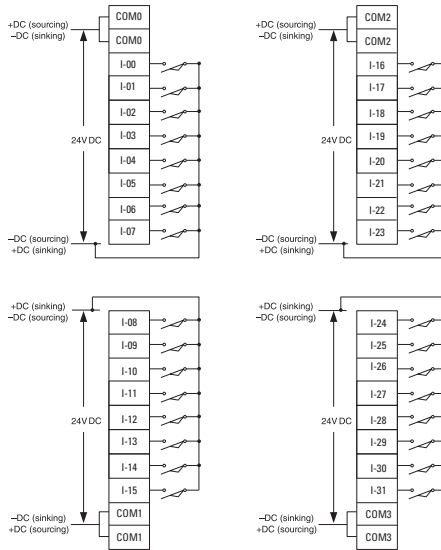 +DC (sourcing)
–DC (sinking)
COM0
COM0
I-00
I-01
I-02
I-03
24V DC
I-04
I-05
I-06
I-07
–DC (sourcing)
+DC (sinking)
+DC (sourcing)
–DC (sinking)
COM2
COM2
I-16
I-17
I-18
I-19
24V DC
I-20
I-21
I-22
I-23
–DC (sourcing)
+DC (sinking)
+DC (sinking)
–DC (sourcing)
I-08
I-09
I-10
I-11
24V DC
I-12
I-13
I-14
I-15
–DC (sinking)
+DC (sourcing)
COM1
COM1
+DC (sinking)
–DC (sourcing)
I-24
I-25
I-26
I-27
24V DC
I-28
I-29
I-30
I-31
–DC (sinking)
+DC (sourcing)
COM3
COM3